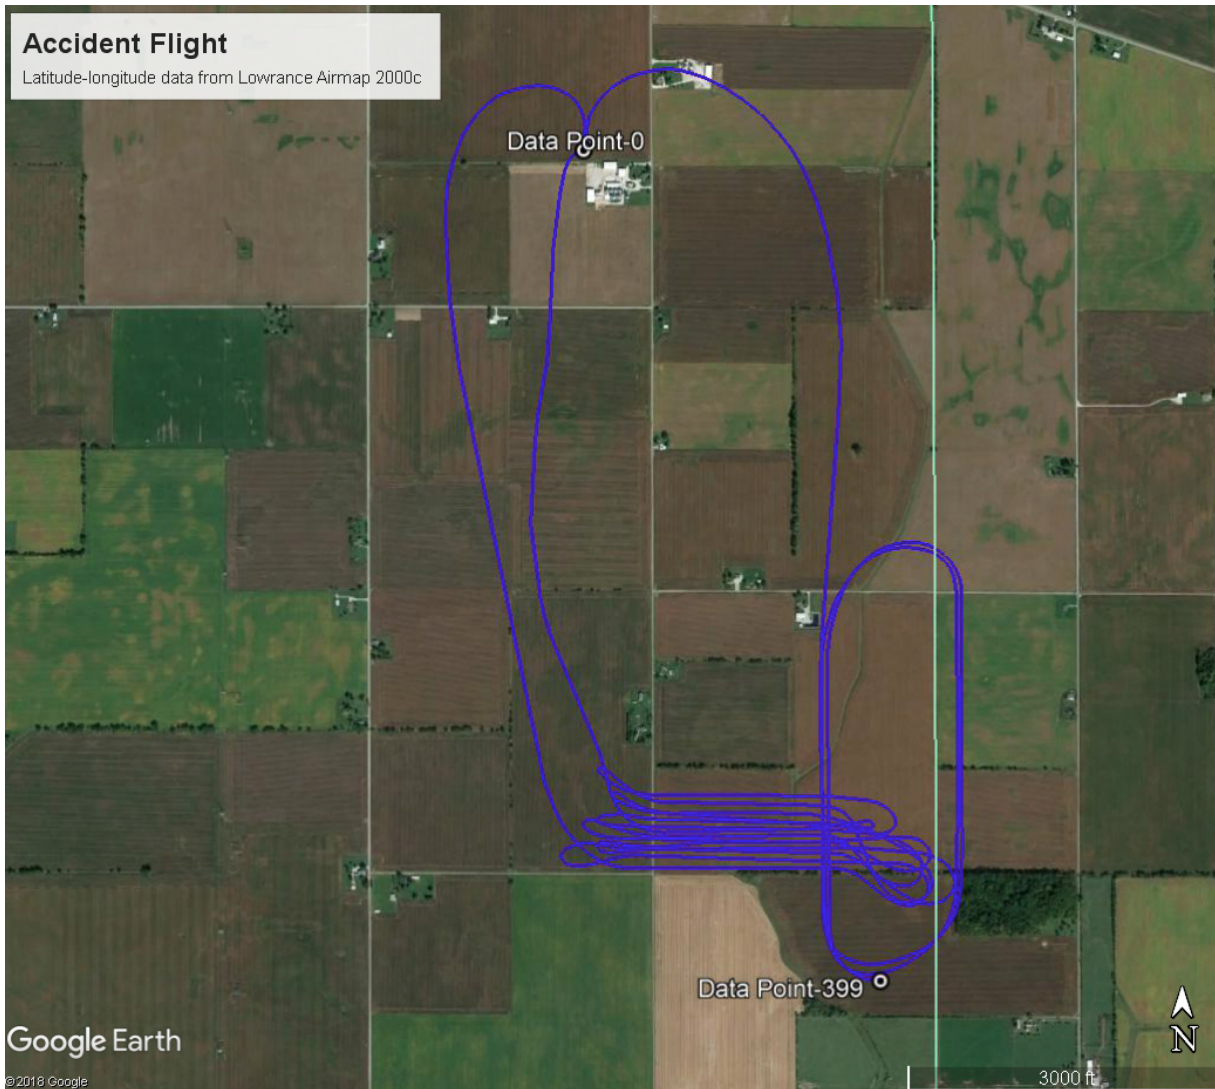 Accident Flight
Latitude-longitude data from Lowrance Airmap 2000c
Data Point-0
Data Point-399
N
Google Earth
©2018 Google
3000 ft